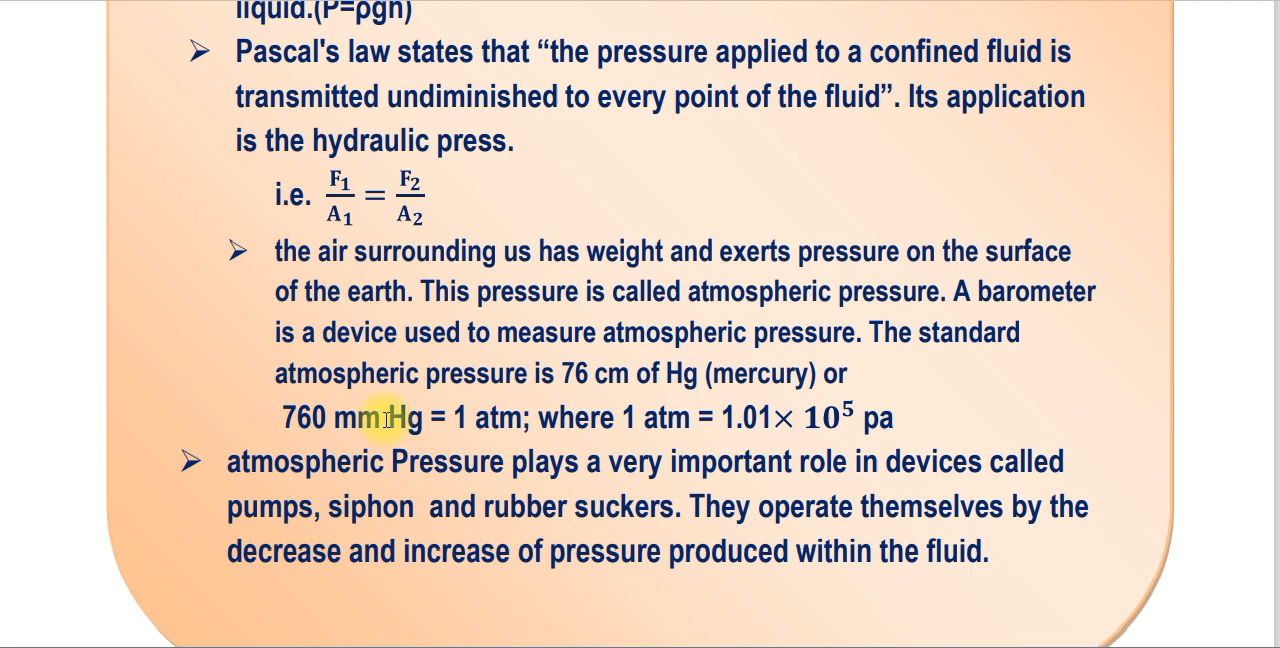 liquid.(P=ρgh)
➢ Pascal's law states that “the pressure applied to a confined fluid is
transmitted undiminished to every point of the fluid”. Its application
is the hydraulic press.
i.e. F₁/A₁ = F₂/A₂
➢ the air surrounding us has weight and exerts pressure on the surface
of the earth. This pressure is called atmospheric pressure. A barometer
is a device used to measure atmospheric pressure. The standard
atmospheric pressure is 76 cm of Hg (mercury) or
760 mm Hg = 1 atm; where 1 atm = 1.01× 10⁵ pa
➢ atmospheric Pressure plays a very important role in devices called
pumps, siphon and rubber suckers. They operate themselves by the
decrease and increase of pressure produced within the fluid.